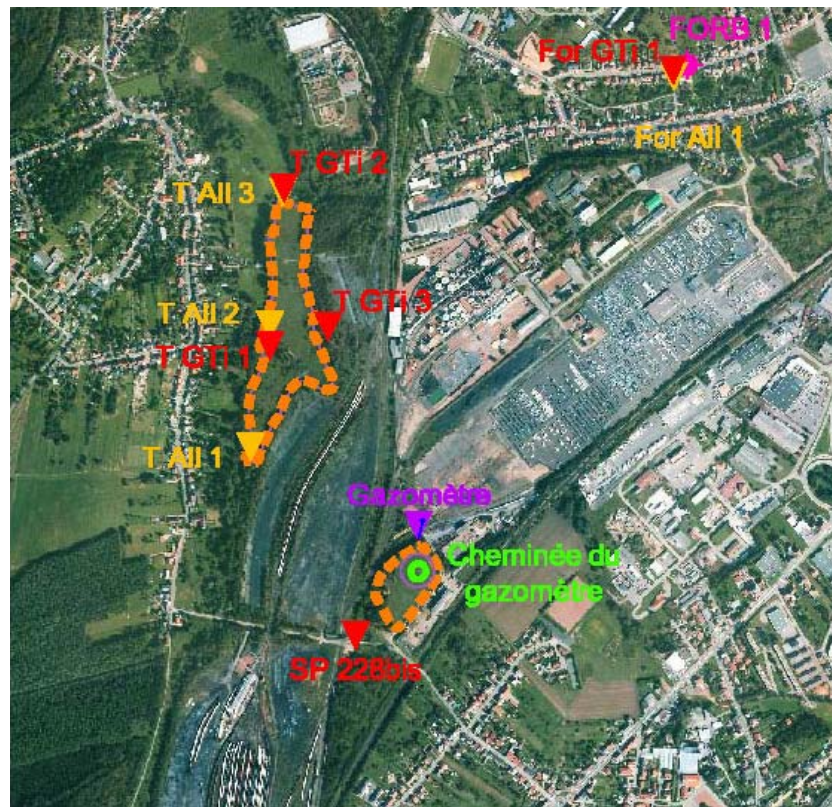 FORB 1
For GTi 1
For All 1
T GTi 2
T All 3
T GTi 3
T All 2
T GTi 1
T All 1
Gazomètre
Cheminée du
gazomètre
SP 228bis